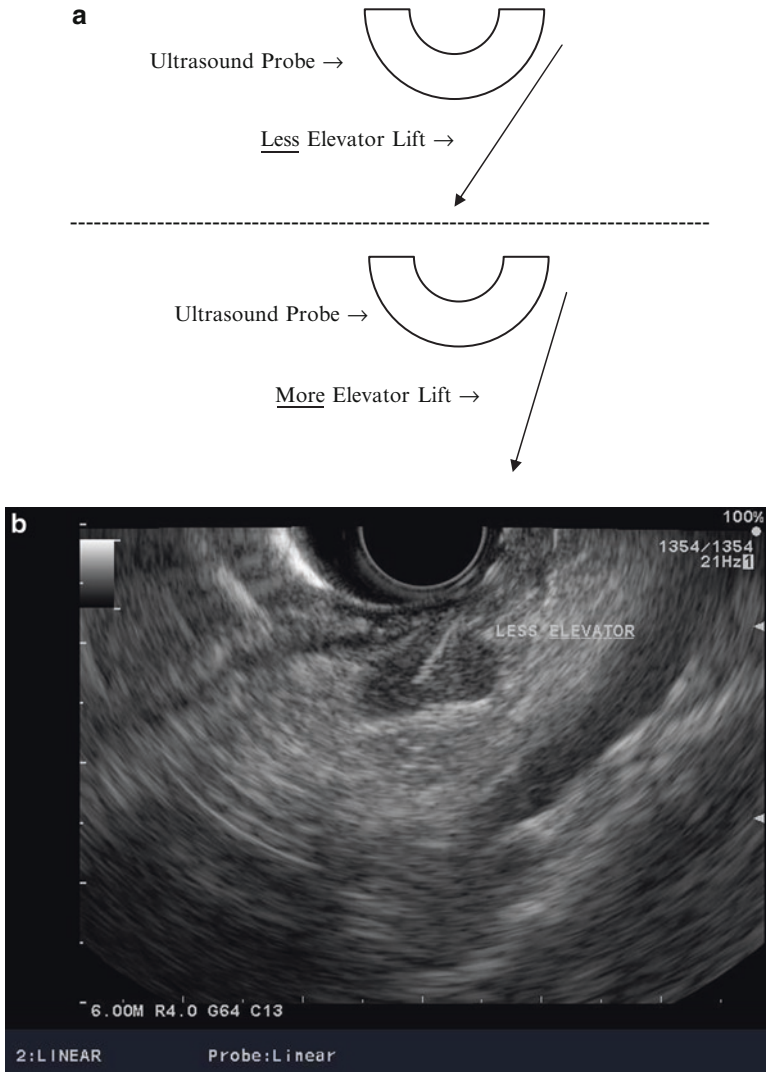 a
Ultrasound Probe →
Less Elevator Lift →
Ultrasound Probe →
More Elevator Lift →
b
100%
1354/1354
21Hz 1
LESS ELEVATOR
6.00M R4.0 G64 C13
2:LINEAR Probe:Linear